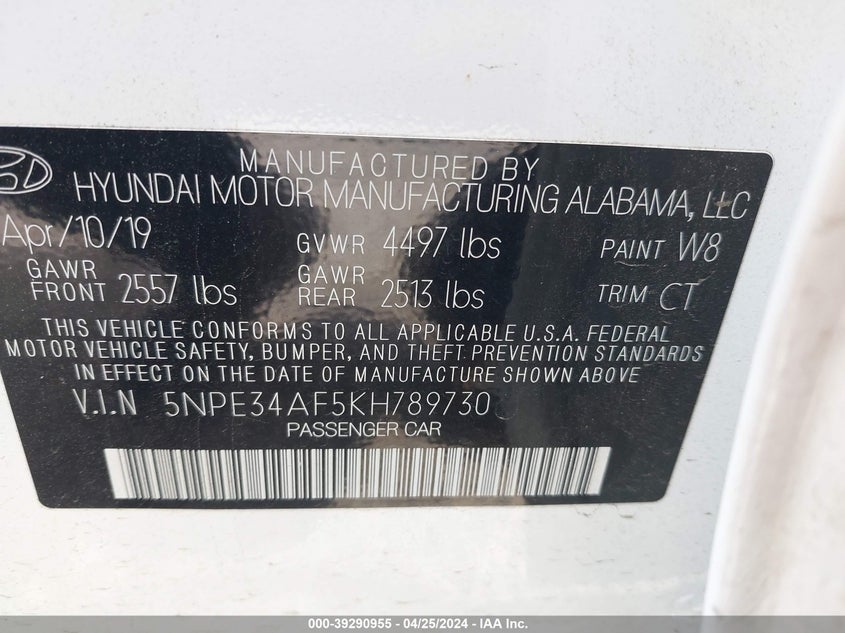 MANUFACTURED BY
HYUNDAI MOTOR MANUFACTURING ALABAMA, LLC
Apr/10/19 GVWR 4497 lbs PAINT W8
GAWR FRONT 2557 lbs GAWR REAR 2513 lbs TRIM CT
THIS VEHICLE CONFORMS TO ALL APPLICABLE U.S.A. FEDERAL
MOTOR VEHICLE SAFETY, BUMPER, AND THEFT PREVENTION STANDARDS
IN EFFECT ON THE DATE OF MANUFACTURE SHOWN ABOVE
V.I.N 5NPE34AF5KH789730
PASSENGER CAR
000-39290955 - 04/25/2024 - IAA Inc.